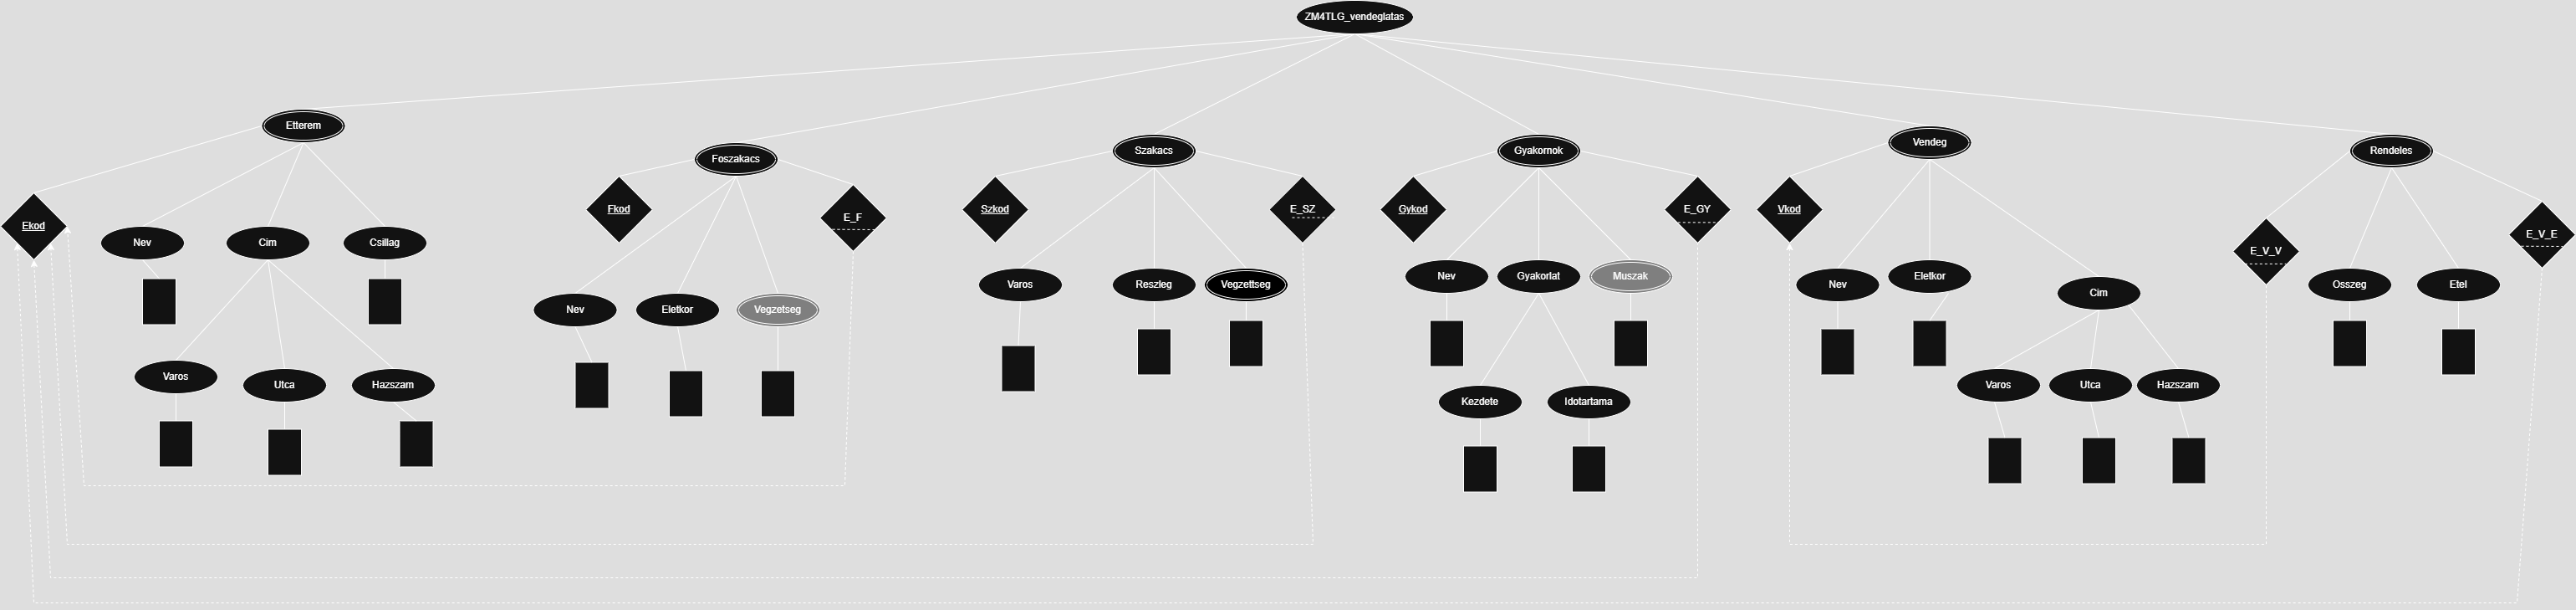 ZM4TLG_vendeglatas
Etterem
Foszakacs
Szakacs
Gyakornok
Vendeg
Rendeles
Ekod
Nev
Cim
Csillag
Varos
Utca
Hazszam
Fkod
E_F
Nev
Eletkor
Vegzetseg
Szkod
E_SZ
Varos
Reszleg
Vegzettseg
Gykod
E_GY
Nev
Gyakorlat
Muszak
Kezdete
Idotartama
Vkod
Nev
Eletkor
Cim
Varos
Utca
Hazszam
E_V_V
E_V_E
Osszeg
Etel